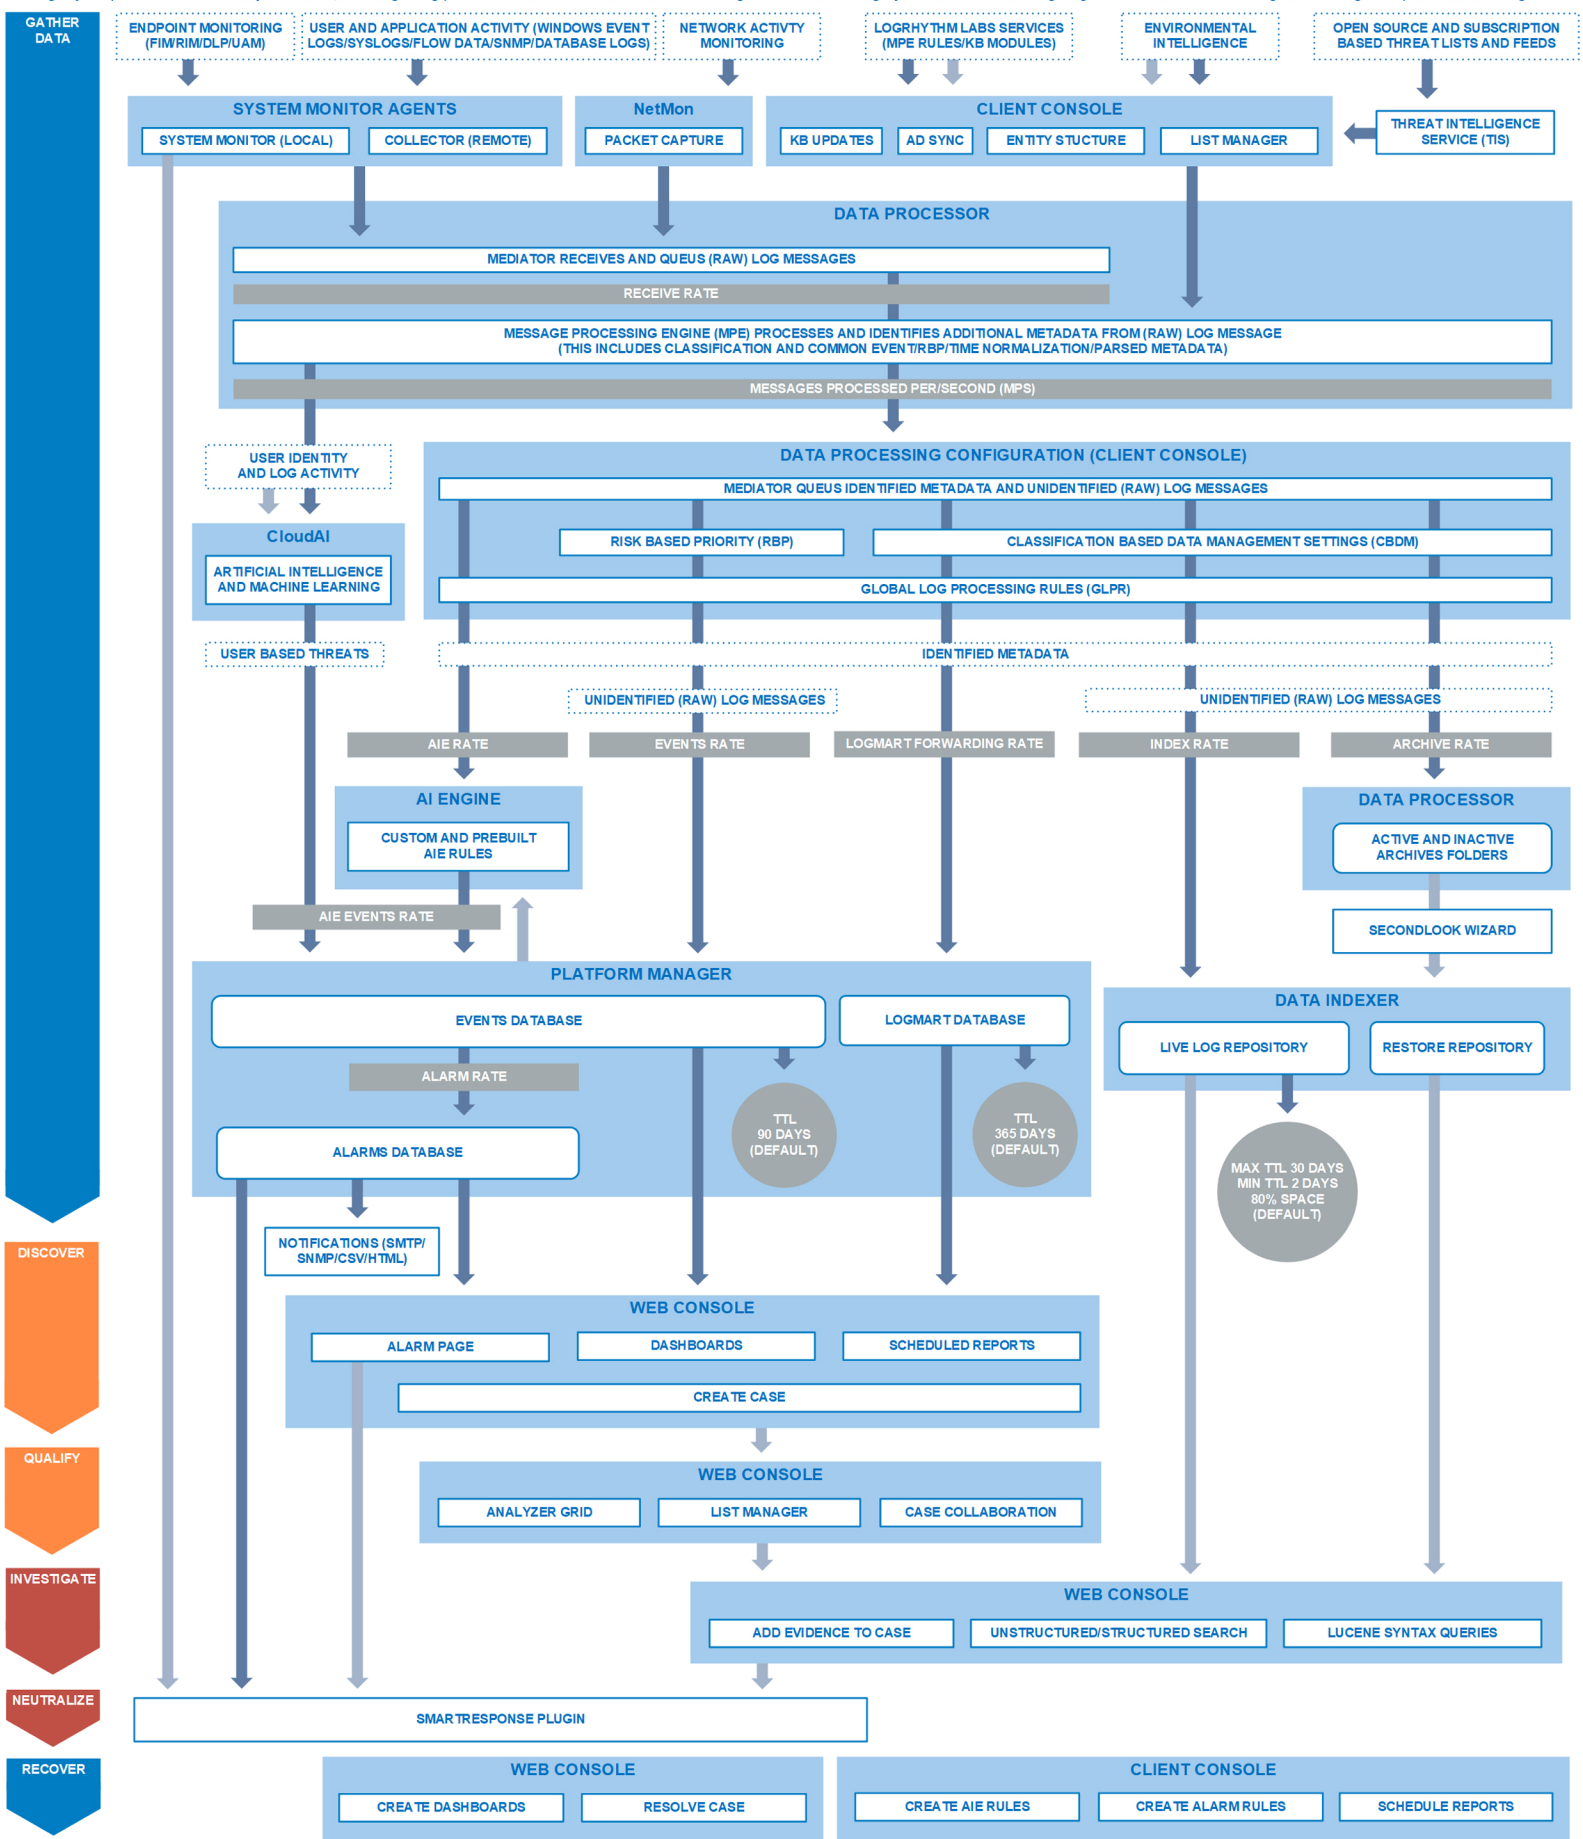 GATHER
DATA
ENDPOINT MONITORING
(FIM/RIM/DLP/UAM)
USER AND APPLICATION ACTIVITY (WINDOWS EVENT
LOGS/SYSLOGS/FLOW DATA/SNMP/DATABASE LOGS)
NETWORK ACTIVTY
MONITORING
LOGRHYTHM LABS SERVICES
(MPE RULES/KB MODULES)
ENVIRONMENTAL
INTELLIGENCE
OPEN SOURCE AND SUBSCRIPTION
BASED THREAT LISTS AND FEEDS
SYSTEM MONITOR AGENTS
SYSTEM MONITOR (LOCAL)
COLLECTOR (REMOTE)
NetMon
PACKET CAPTURE
CLIENT CONSOLE
KB UPDATES
AD SYNC
ENTITY STUCTURE
LIST MANAGER
THREAT INTELLIGENCE
SERVICE (TIS)
DATA PROCESSOR
MEDIATOR RECEIVES AND QUEUS (RAW) LOG MESSAGES
RECEIVE RATE
MESSAGE PROCESSING ENGINE (MPE) PROCESSES AND IDENTIFIES ADDITIONAL METADATA FROM (RAW) LOG MESSAGE
(THIS INCLUDES CLASSIFICATION AND COMMON EVENT/RBP/TIME NORMALIZATION/PARSED METADATA)
MESSAGES PROCESSED PER/SECOND (MPS)
USER IDENTITY
AND LOG ACTIVITY
DATA PROCESSING CONFIGURATION (CLIENT CONSOLE)
MEDIATOR QUEUS IDENTIFIED METADATA AND UNIDENTIFIED (RAW) LOG MESSAGES
CloudAI
ARTIFICIAL INTELLIGENCE
AND MACHINE LEARNING
RISK BASED PRIORITY (RBP)
CLASSIFICATION BASED DATA MANAGEMENT SETTINGS (CBDM)
GLOBAL LOG PROCESSING RULES (GLPR)
USER BASED THREATS
IDENTIFIED METADATA
UNIDENTIFIED (RAW) LOG MESSAGES
UNIDENTIFIED (RAW) LOG MESSAGES
AIE RATE
EVENTS RATE
LOGMART FORWARDING RATE
INDEX RATE
ARCHIVE RATE
AI ENGINE
CUSTOM AND PREBUILT
AIE RULES
DATA PROCESSOR
ACTIVE AND INACTIVE
ARCHIVES FOLDERS
AIE EVENTS RATE
SECONDLOOK WIZARD
PLATFORM MANAGER
EVENTS DATABASE
LOGMART DATABASE
DATA INDEXER
LIVE LOG REPOSITORY
RESTORE REPOSITORY
ALARM RATE
TTL
90 DAYS
(DEFAULT)
TTL
365 DAYS
(DEFAULT)
ALARMS DATABASE
MAX TTL 30 DAYS
MIN TTL 2 DAYS
80% SPACE
(DEFAULT)
NOTIFICATIONS (SMTP/
SNMP/CSV/HTML)
DISCOVER
WEB CONSOLE
ALARM PAGE
DASHBOARDS
SCHEDULED REPORTS
CREATE CASE
QUALIFY
WEB CONSOLE
ANALYZER GRID
LIST MANAGER
CASE COLLABORATION
INVESTIGATE
WEB CONSOLE
ADD EVIDENCE TO CASE
UNSTRUCTURED/STRUCTURED SEARCH
LUCENE SYNTAX QUERIES
NEUTRALIZE
SMARTRESPONSE PLUGIN
RECOVER
WEB CONSOLE
CREATE DASHBOARDS
RESOLVE CASE
CLIENT CONSOLE
CREATE AIE RULES
CREATE ALARM RULES
SCHEDULE REPORTS